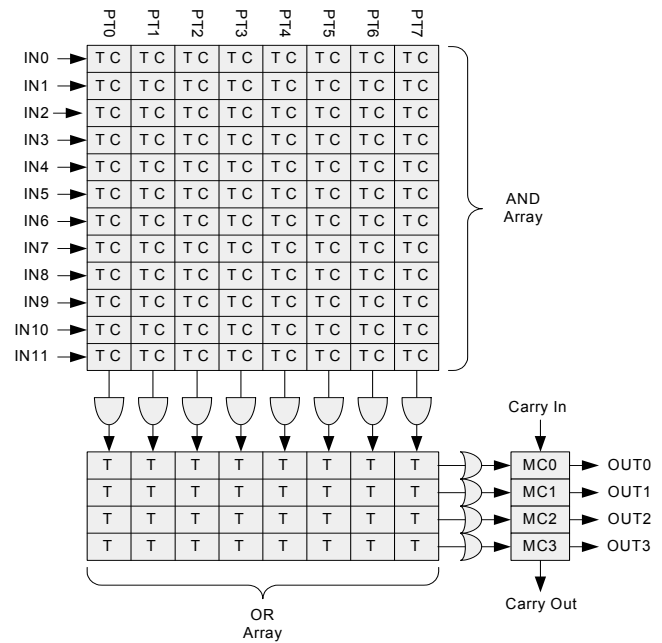 PT0 PT1 PT2 PT3 PT4 PT5 PT6 PT7
IN0 T C T C T C T C T C T C T C T C
IN1 T C T C T C T C T C T C T C T C
IN2 T C T C T C T C T C T C T C T C
IN3 T C T C T C T C T C T C T C T C
IN4 T C T C T C T C T C T C T C T C
IN5 T C T C T C T C T C T C T C T C
IN6 T C T C T C T C T C T C T C T C
IN7 T C T C T C T C T C T C T C T C
IN8 T C T C T C T C T C T C T C T C
IN9 T C T C T C T C T C T C T C T C
IN10 T C T C T C T C T C T C T C T C
IN11 T C T C T C T C T C T C T C T C
AND
Array
Carry In
T T T T T T T T MC0 OUT0
T T T T T T T T MC1 OUT1
T T T T T T T T MC2 OUT2
T T T T T T T T MC3 OUT3
Carry Out
OR
Array